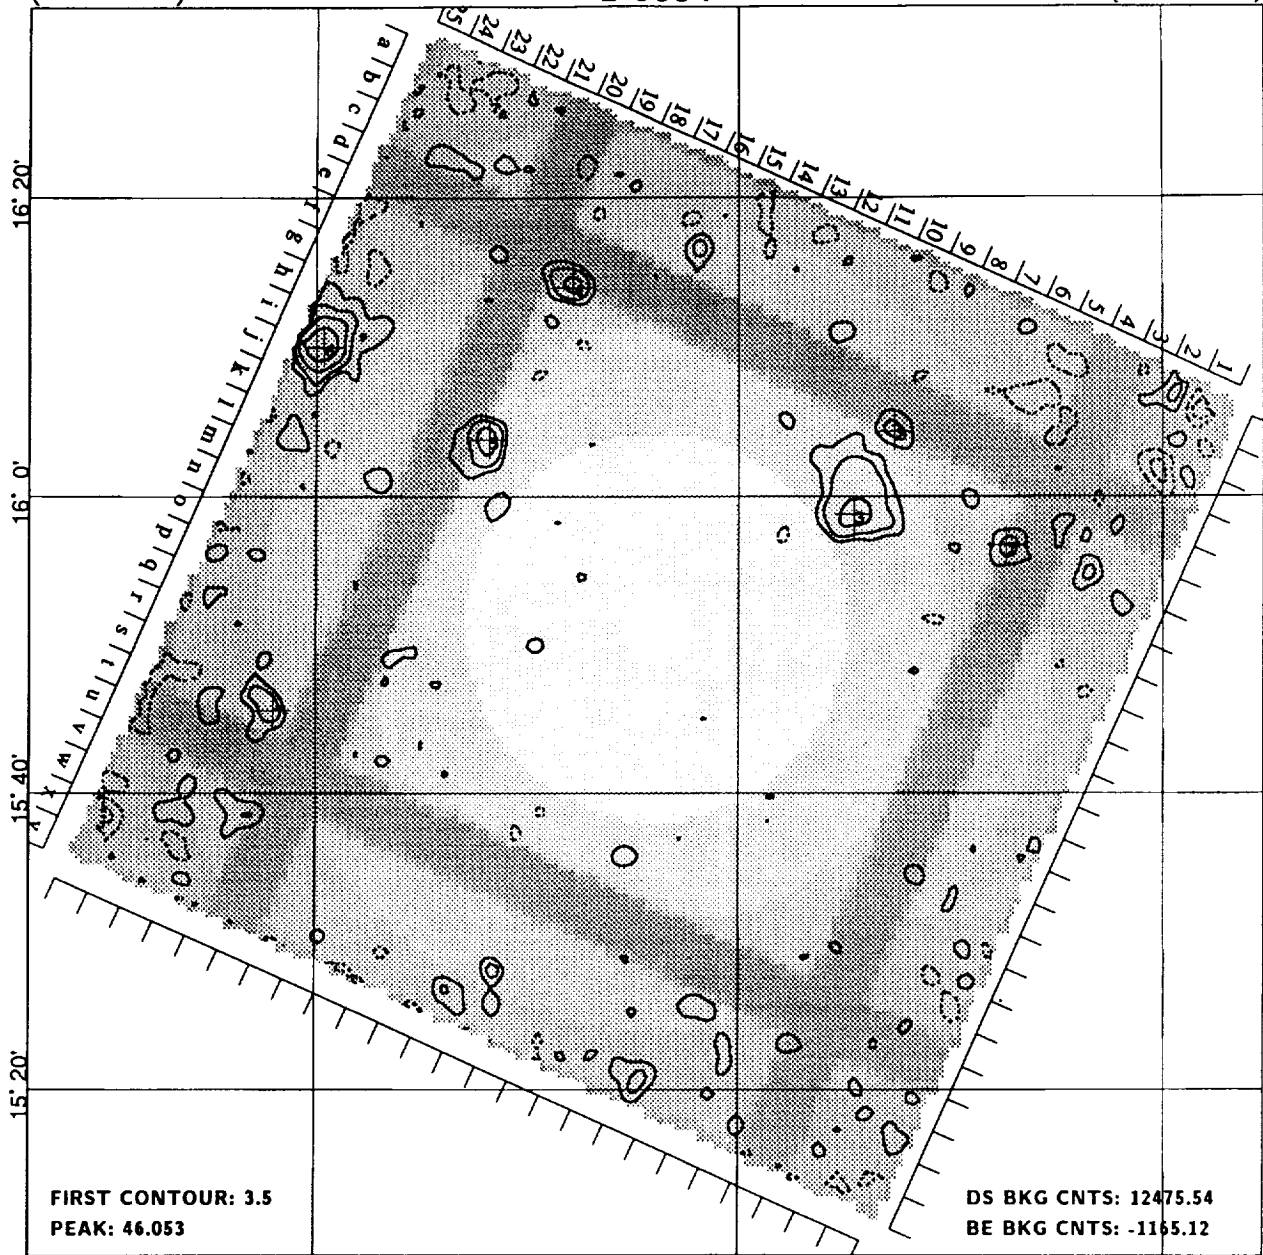 25 24 23 22 21 20 19 18 17 16 15 14 13 12 11 10 9 8 7 6 5 4 3 2 1
a b c d e f g h i j k l m n o p q r s t u v w x y
16° 20'
16° 0'
15° 40'
15° 20'
FIRST CONTOUR: 3.5
PEAK: 46.053
DS BKG CNTS: 12475.54
BE BKG CNTS: -1165.12